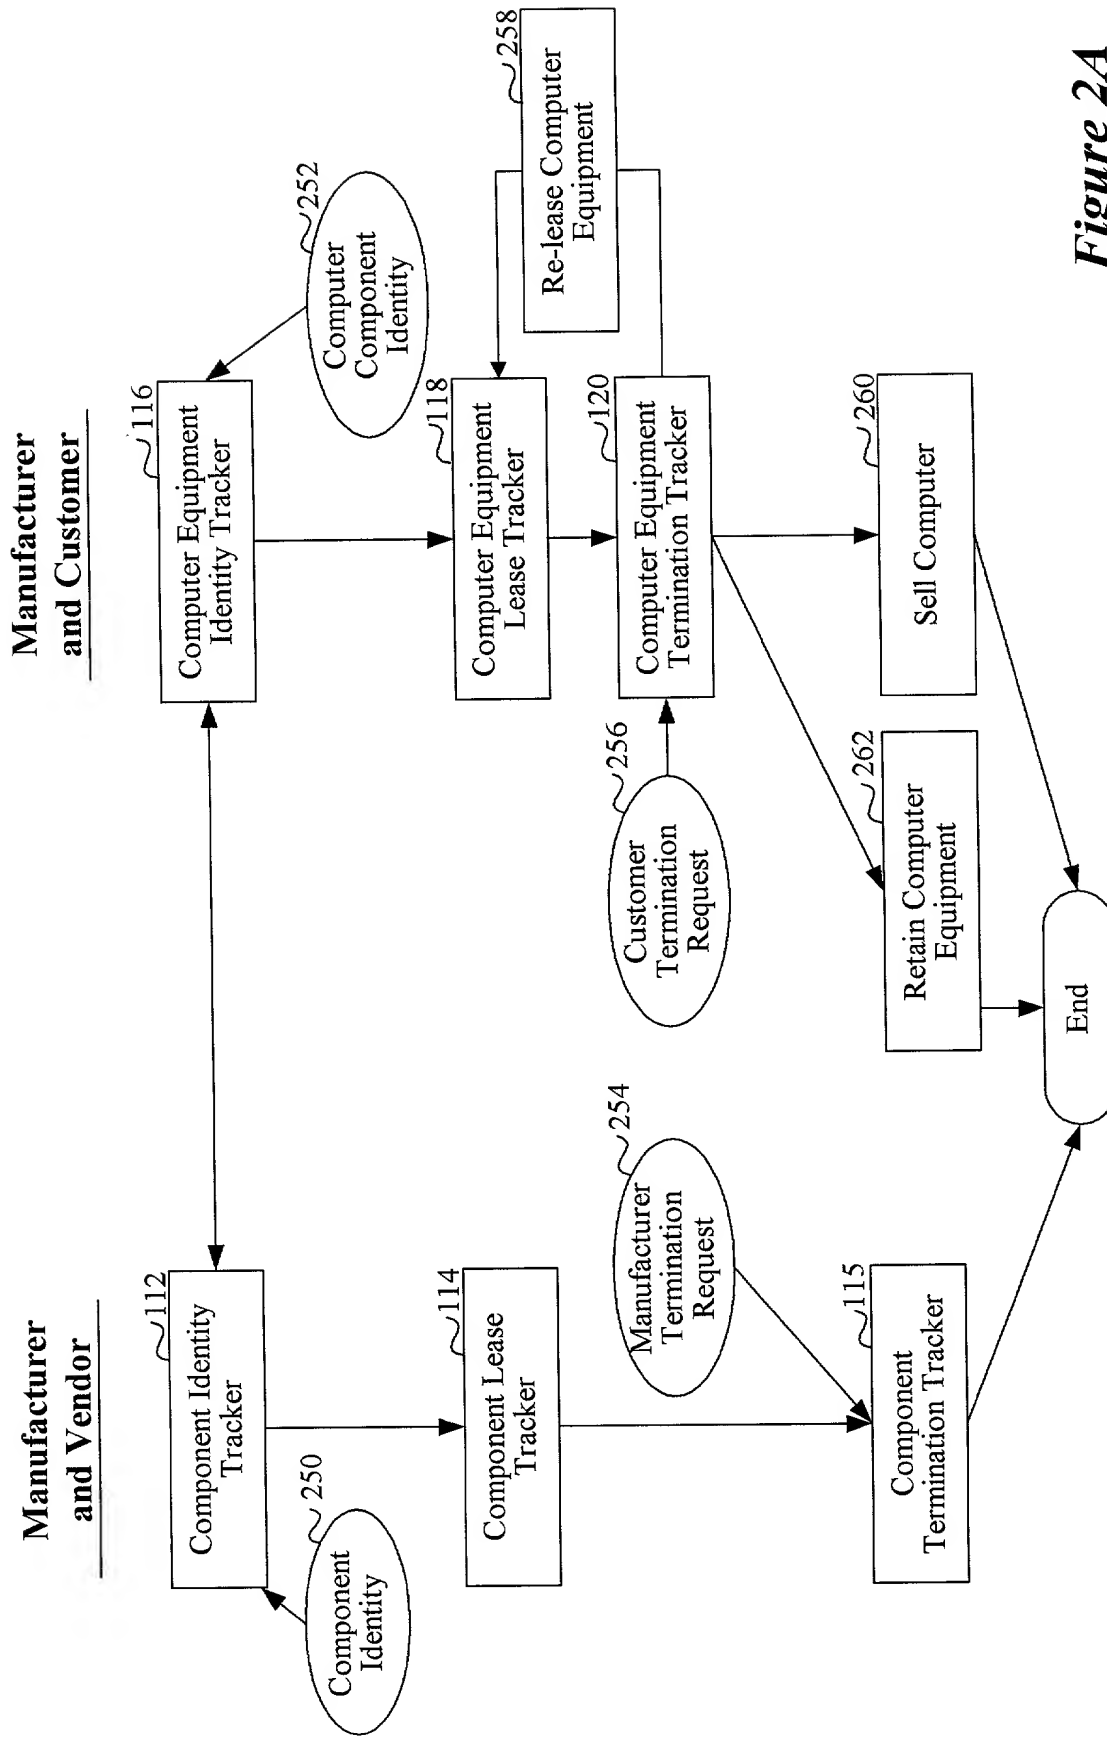 Manufacturer
and Vendor
Manufacturer
and Customer
112
Component Identity
Tracker
116
Computer Equipment
Identity Tracker
250
Component
Identity
252
Computer
Component
Identity
114
Component Lease
Tracker
118
Computer Equipment
Lease Tracker
258
Re-lease Computer
Equipment
254
Manufacturer
Termination
Request
256
Customer
Termination
Request
120
Computer Equipment
Termination Tracker
115
Component
Termination Tracker
262
Retain Computer
Equipment
260
Sell Computer
End
Figure 2A